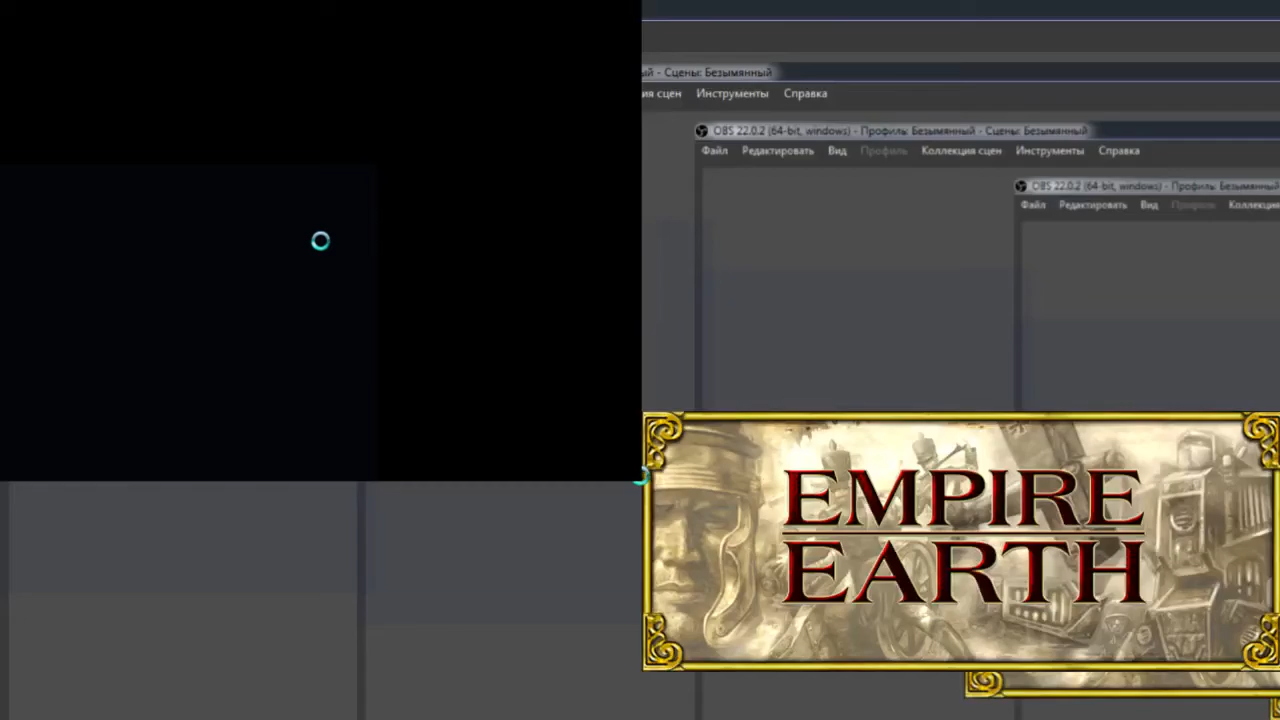 ый - Сцены: Безымянный
ия сцен Инструменты Справка
OBS 22.0.2 (64-bit, windows) - Профиль: Безымянный - Сцены: Безымянный
Файл Редактировать Вид Профиль Коллекция сцен Инструменты Справка
OBS 22.0.2 (64-bit, windows) - Профиль: Безымянный
Файл Редактировать Вид Профиль Коллекция
EMPIRE
EARTH